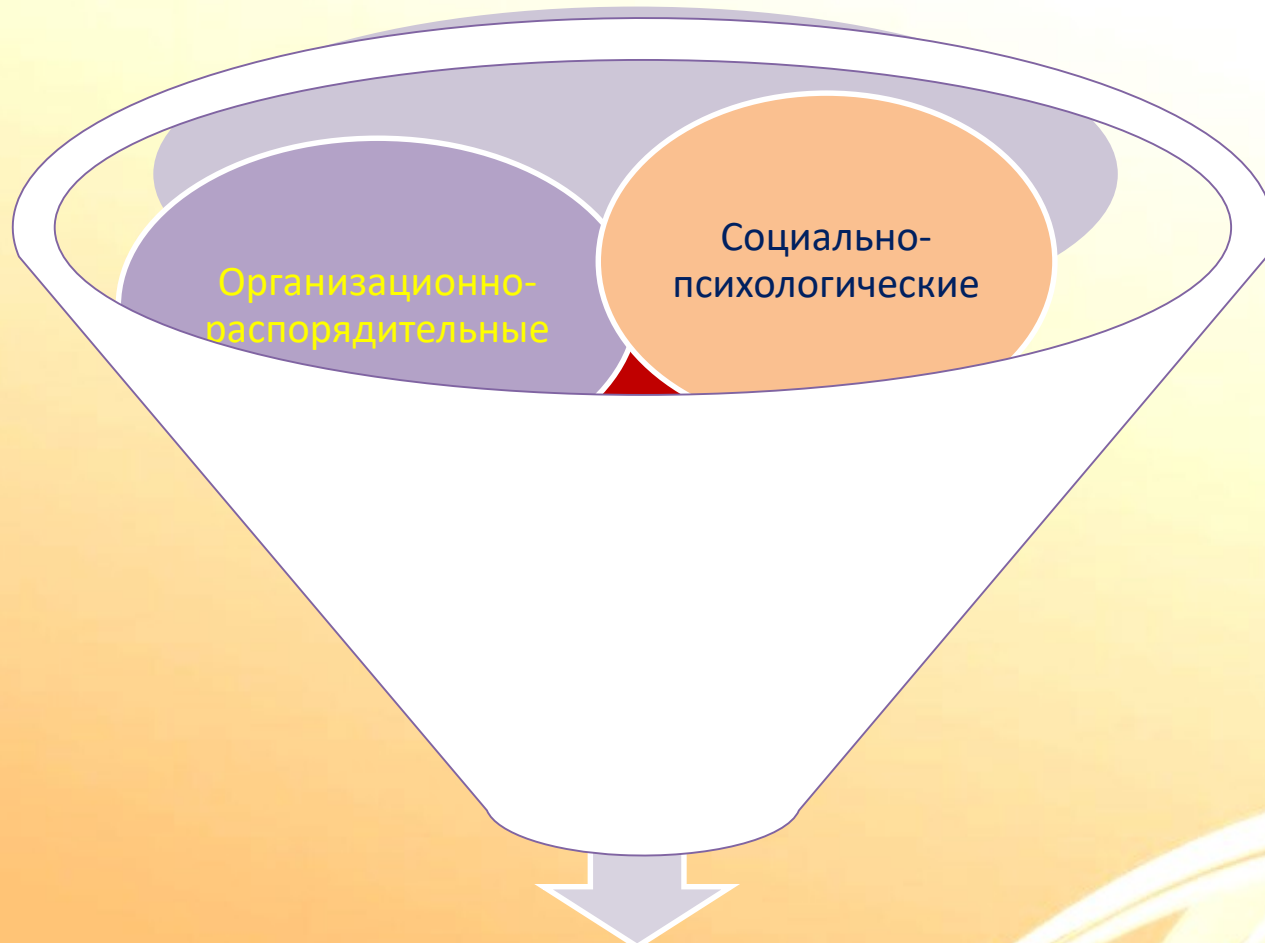 Организационно-
распорядительные
Социально-
психологические